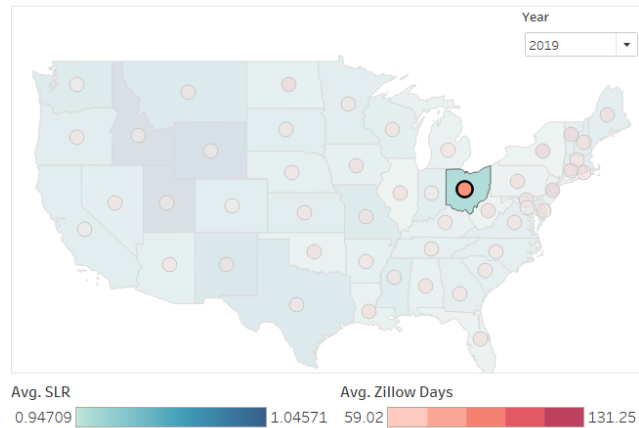 Year
2019
Avg. SLR
0.94709 1.04571
Avg. Zillow Days
59.02 131.25